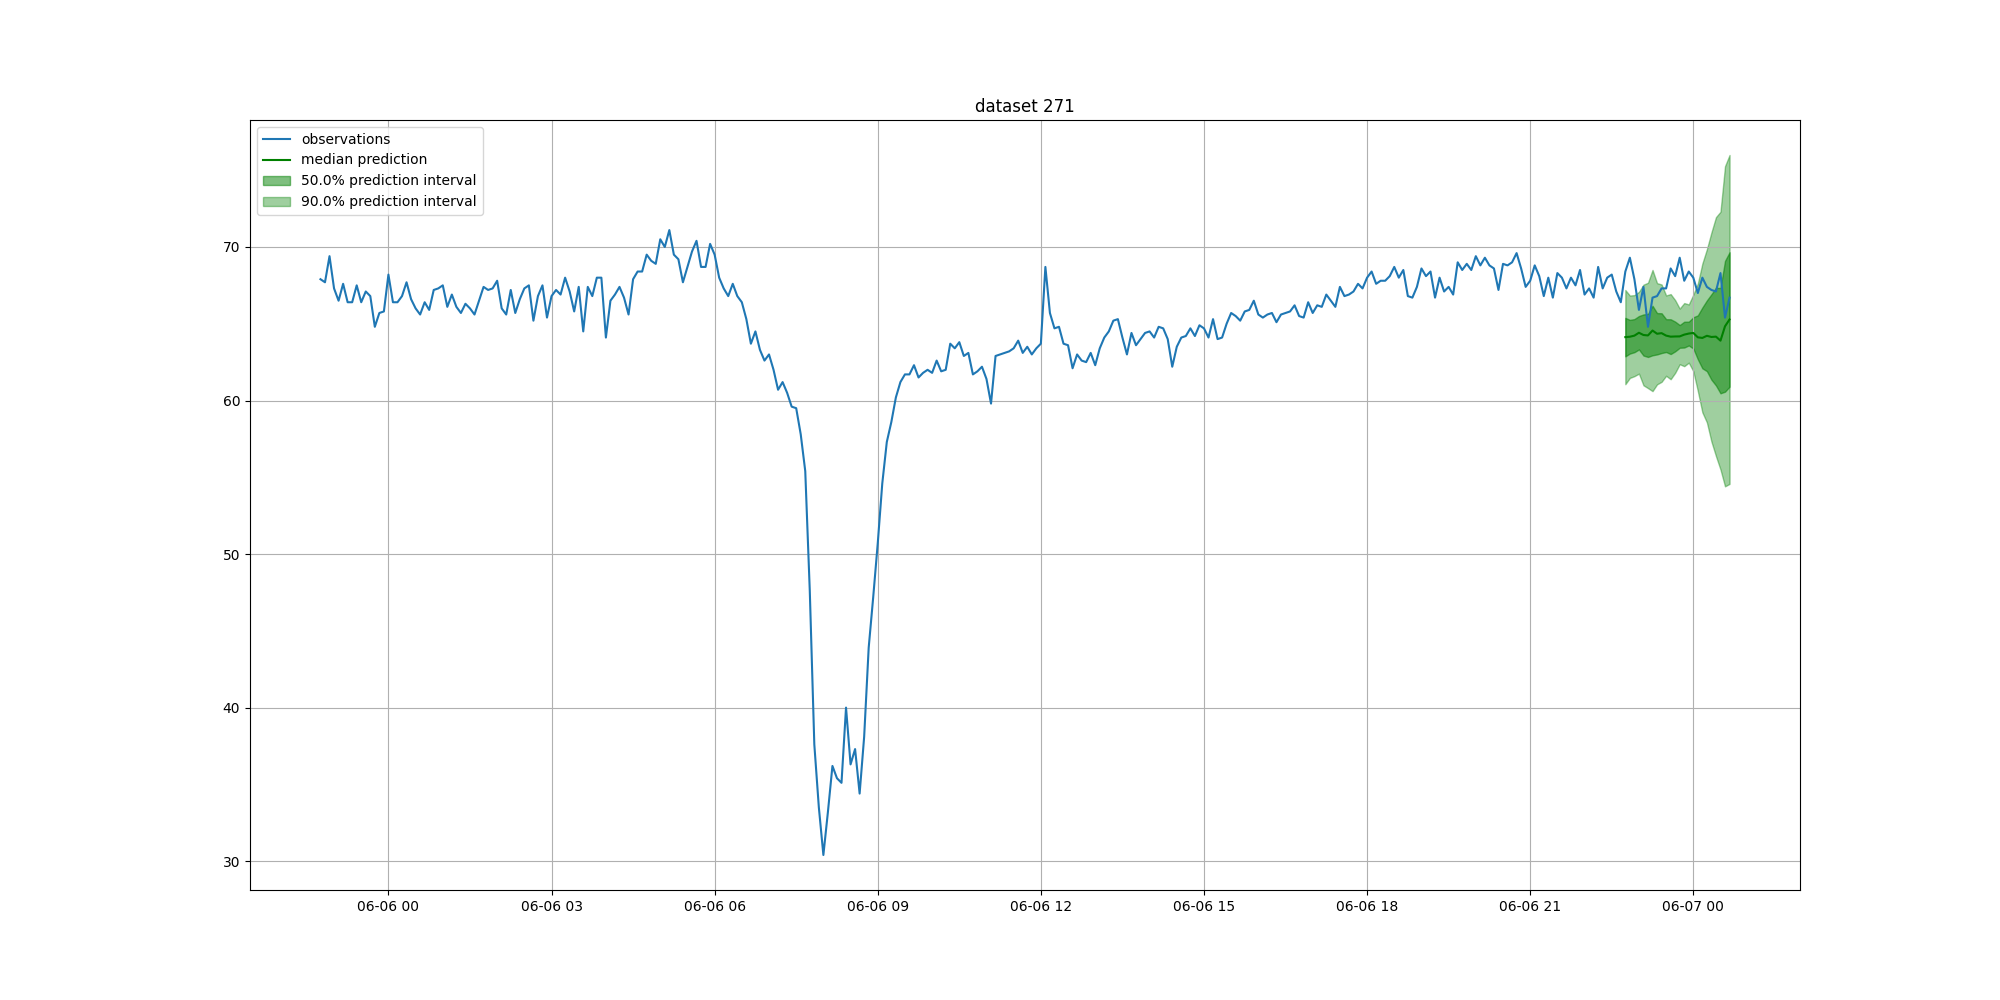 dataset 271
observations
median prediction
50.0% prediction interval
90.0% prediction interval
70
60
50
40
30
06-06 00
06-06 03
06-06 06
06-06 09
06-06 12
06-06 15
06-06 18
06-06 21
06-07 00